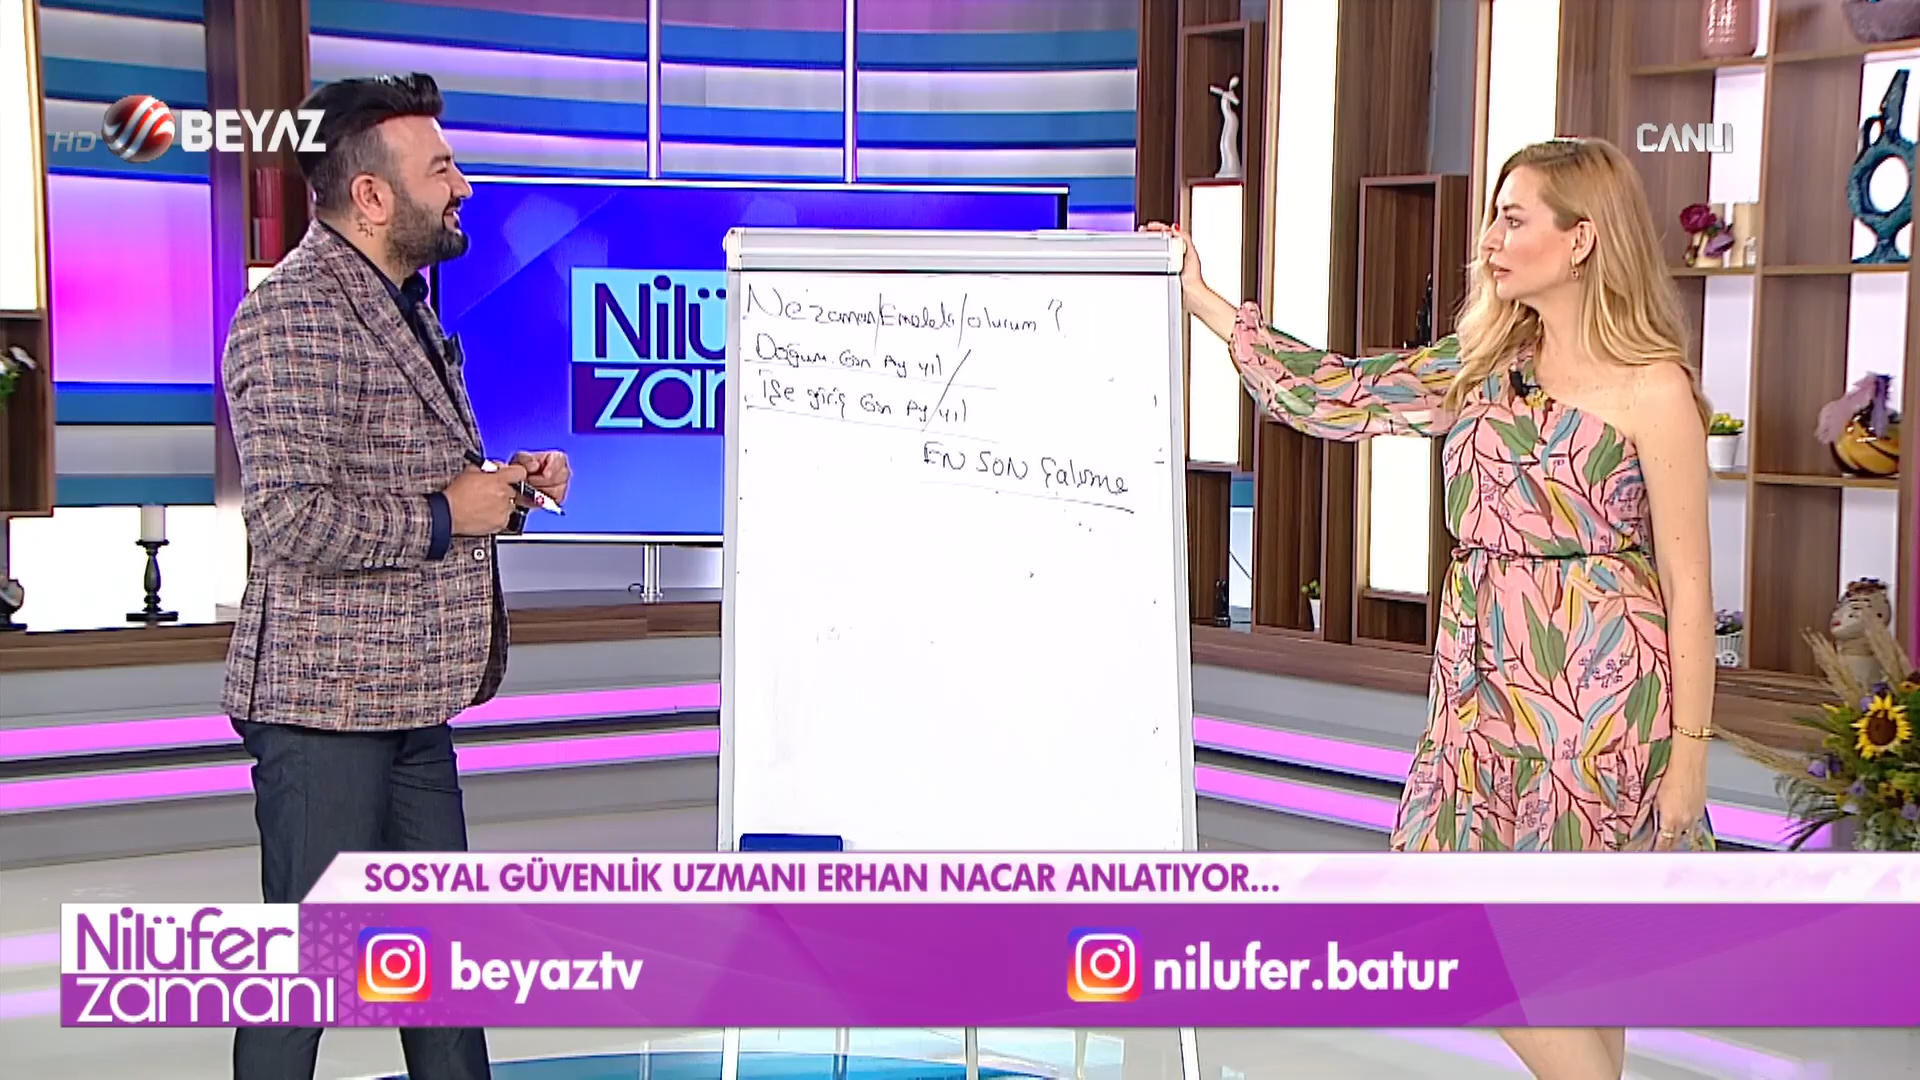 HD BEYAZ
CANLI
Nilü
zar
Ne zaman/Emekli/olurum?
Doğum Gün Ay yıl
İşe giriş Gün Ay yıl
EN SON Çalışma
SOSYAL GÜVENLİK UZMANI ERHAN NACAR ANLATIYOR...
Nilüfer
zamanı
beyaztv
nilufer.batur